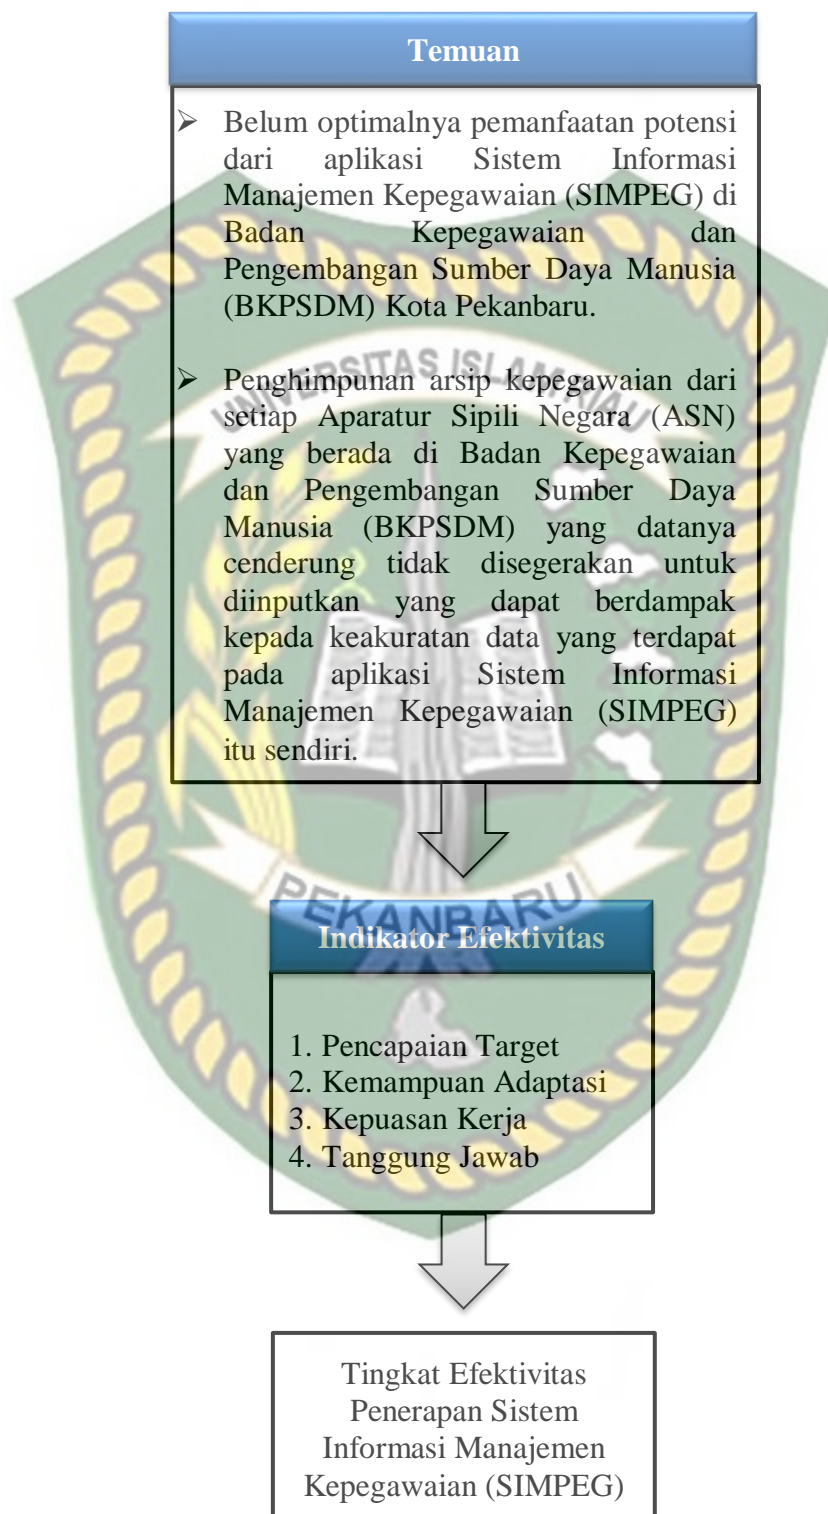 Temuan
➢ Belum optimalnya pemanfaatan potensi
dari aplikasi Sistem Informasi
Manajemen Kepegawaian (SIMPEG) di
Badan Kepegawaian dan
Pengembangan Sumber Daya Manusia
(BKPSDM) Kota Pekanbaru.
➢ Penghimpunan arsip kepegawaian dari
setiap Aparatur Sipili Negara (ASN)
yang berada di Badan Kepegawaian
dan Pengembangan Sumber Daya
Manusia (BKPSDM) yang datanya
cenderung tidak disegerakan untuk
diinputkan yang dapat berdampak
kepada keakuratan data yang terdapat
pada aplikasi Sistem Informasi
Manajemen Kepegawaian (SIMPEG)
itu sendiri.
UNIVERSITAS ISLAM RIAU
PEKANBARU
Indikator Efektivitas
1. Pencapaian Target
2. Kemampuan Adaptasi
3. Kepuasan Kerja
4. Tanggung Jawab
Tingkat Efektivitas
Penerapan Sistem
Informasi Manajemen
Kepegawaian (SIMPEG)